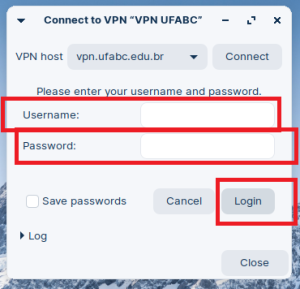 Connect to VPN “VPN UFABC”
VPN host vpn.ufabc.edu.br Connect
Please enter your username and password.
Username:
Password:
Save passwords Cancel Login
Log
Close